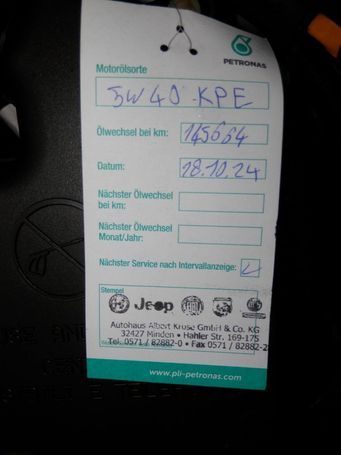 PETRONAS
Motorölsorte
5W40 KPE
Ölwechsel bei km: 145664
Datum: 18.10.24
Nächster Ölwechsel
bei km:
Nächster Ölwechsel
Monat/Jahr:
Nächster Service nach Intervallanzeige:
Stempel
Jeep
Autohaus Albert Kruse GmbH & Co. KG
32427 Minden • Hahler Str. 169-175
Tel. 0571 / 82882-0 • Fax 0571 / 82882-2
www.pli-petronas.com